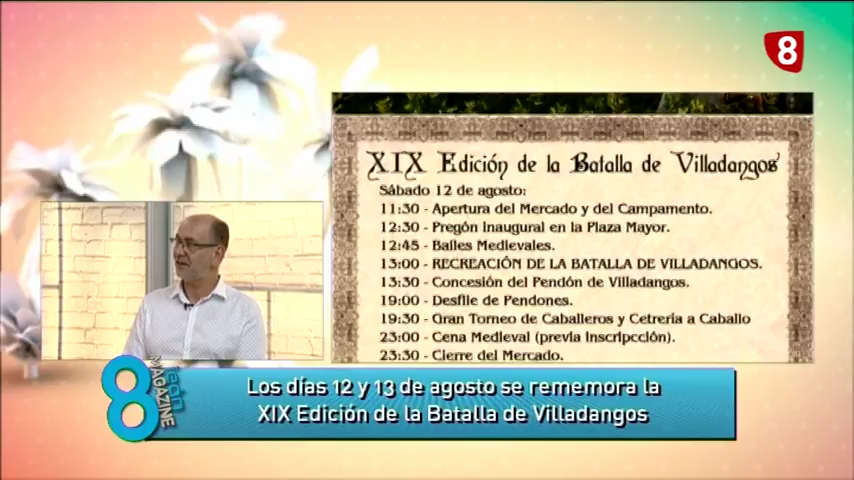 8
XIX Edición de la Batalla de Villadangos
Sábado 12 de agosto:
11:30 - Apertura del Mercado y del Campamento.
12:30 - Pregón Inaugural en la Plaza Mayor.
12:45 - Bailes Medievales.
13:00 - RECREACIÓN DE LA BATALLA DE VILLADANGOS.
13:30 - Concesión del Pendón de Villadangos.
19:00 - Desfile de Pendones.
19:30 - Gran Torneo de Caballeros y Cetrería a Caballo
23:00 - Cena Medieval (previa inscripcción).
23:30 - Cierre del Mercado.
8 león
MAGAZINE
Los días 12 y 13 de agosto se rememora la
XIX Edición de la Batalla de Villadangos